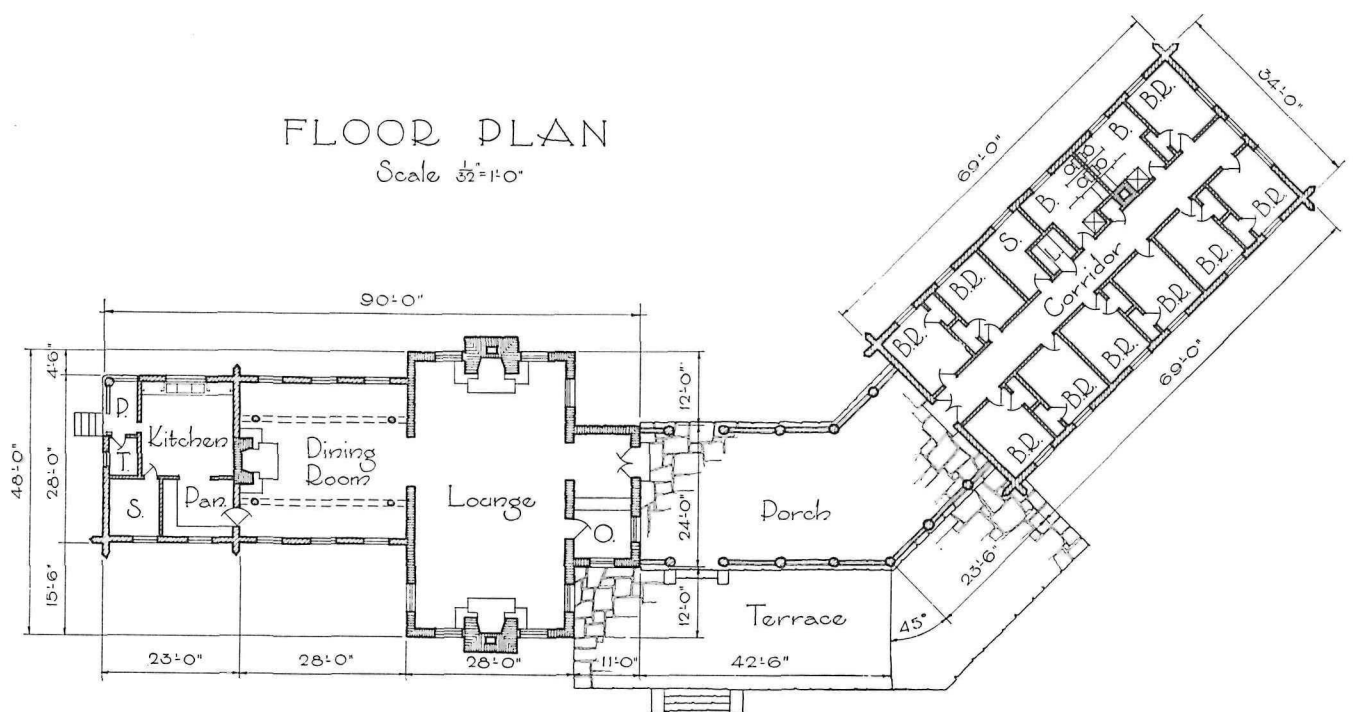 FLOOR PLAN
Scale 1/32"=1'-0"
34'-0"
69'-0"
B.R.
B.
B.
S.
L.
B.R.
B.R.
Corridor
B.R.
B.R.
B.R.
B.R.
B.R.
B.R.
69'-0"
90'-0"
4'-6"
48'-0"
28'-0"
15'-6"
P.
Kitchen
T.
S.
Pan.
Dining
Room
Lounge
O.
12'-0"
24'-0"
12'-0"
Porch
Terrace
23'-6"
45°
23'-0"
28'-0"
28'-0"
11'-0"
42'-6"